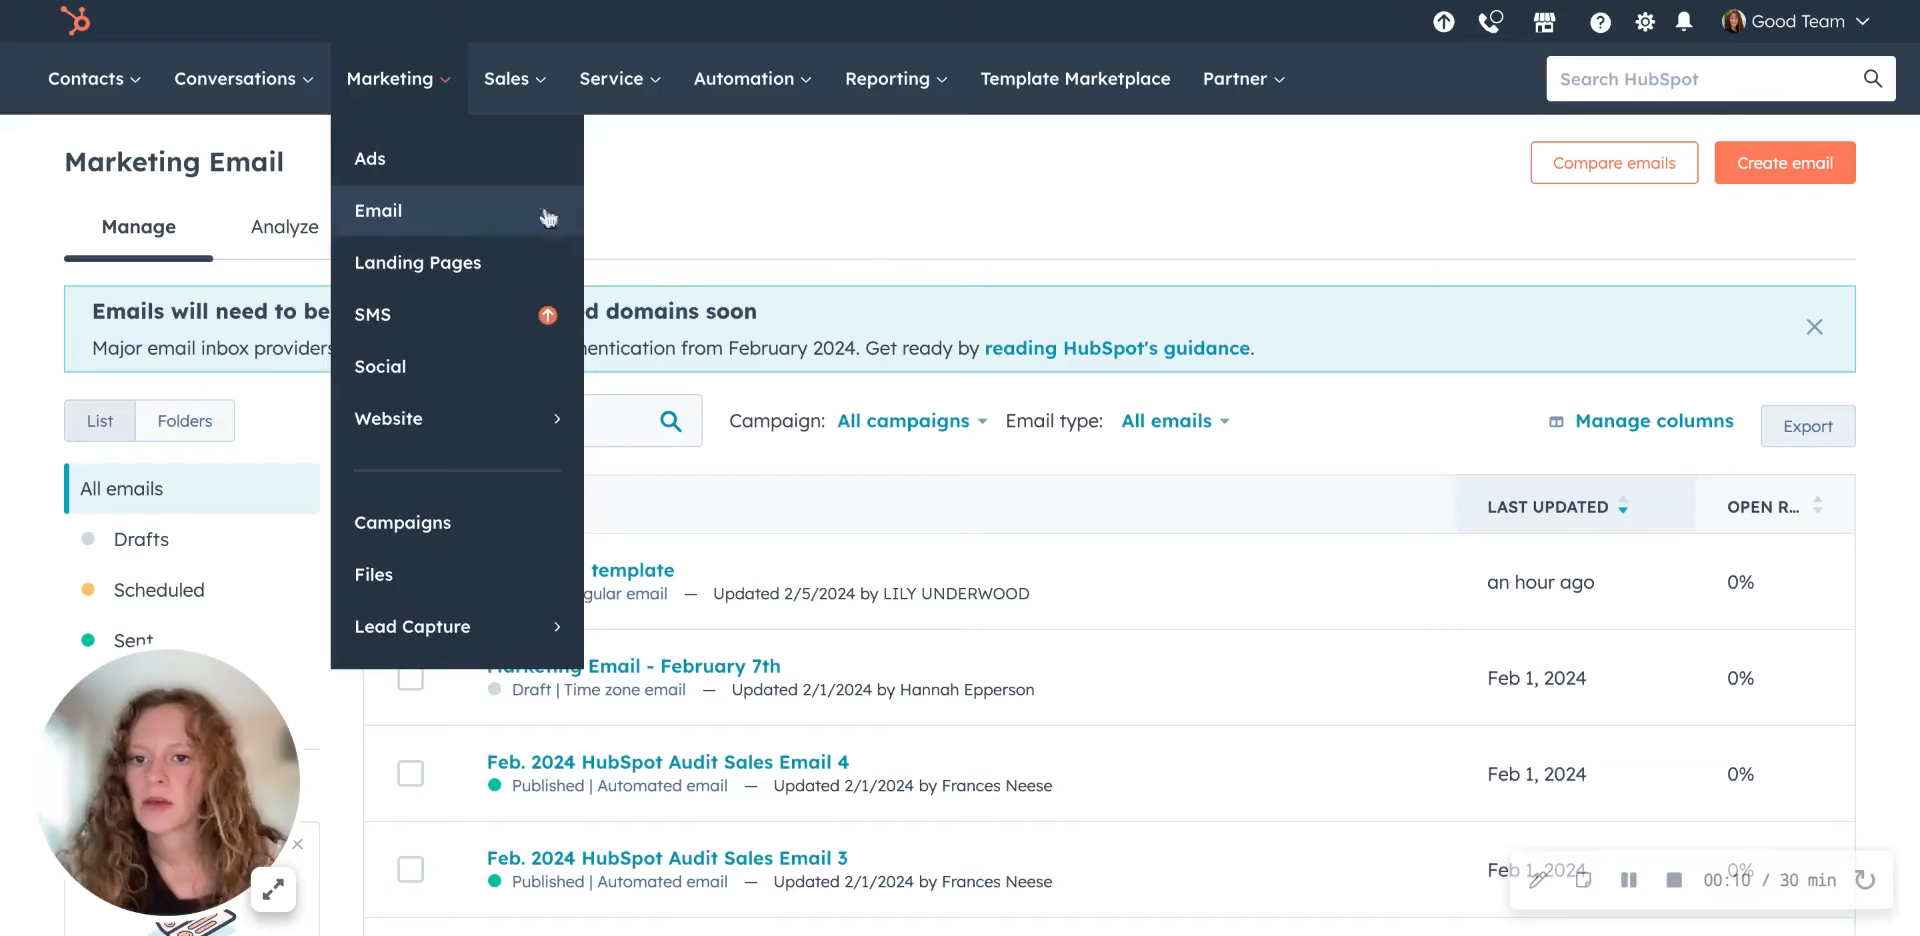 Good Team
Contacts
Conversations
Marketing
Sales
Service
Automation
Reporting
Template Marketplace
Partner
Search HubSpot
Marketing Email
Compare emails
Create email
Manage
Analyze
Ads
Email
Landing Pages
SMS
Social
Website
Campaigns
Files
Lead Capture
Emails will need to be d domains soon
Major email inbox providers entication from February 2024. Get ready by reading HubSpot's guidance.
List
Folders
Campaign: All campaigns
Email type: All emails
Manage columns
Export
All emails
Drafts
Scheduled
Sent
LAST UPDATED
OPEN R...
template
gular email — Updated 2/5/2024 by LILY UNDERWOOD
an hour ago
0%
Marketing Email - February 7th
Draft | Time zone email — Updated 2/1/2024 by Hannah Epperson
Feb 1, 2024
0%
Feb. 2024 HubSpot Audit Sales Email 4
Published | Automated email — Updated 2/1/2024 by Frances Neese
Feb 1, 2024
0%
Feb. 2024 HubSpot Audit Sales Email 3
Published | Automated email — Updated 2/1/2024 by Frances Neese
Feb 1, 2024
0%
00:10 / 30 min